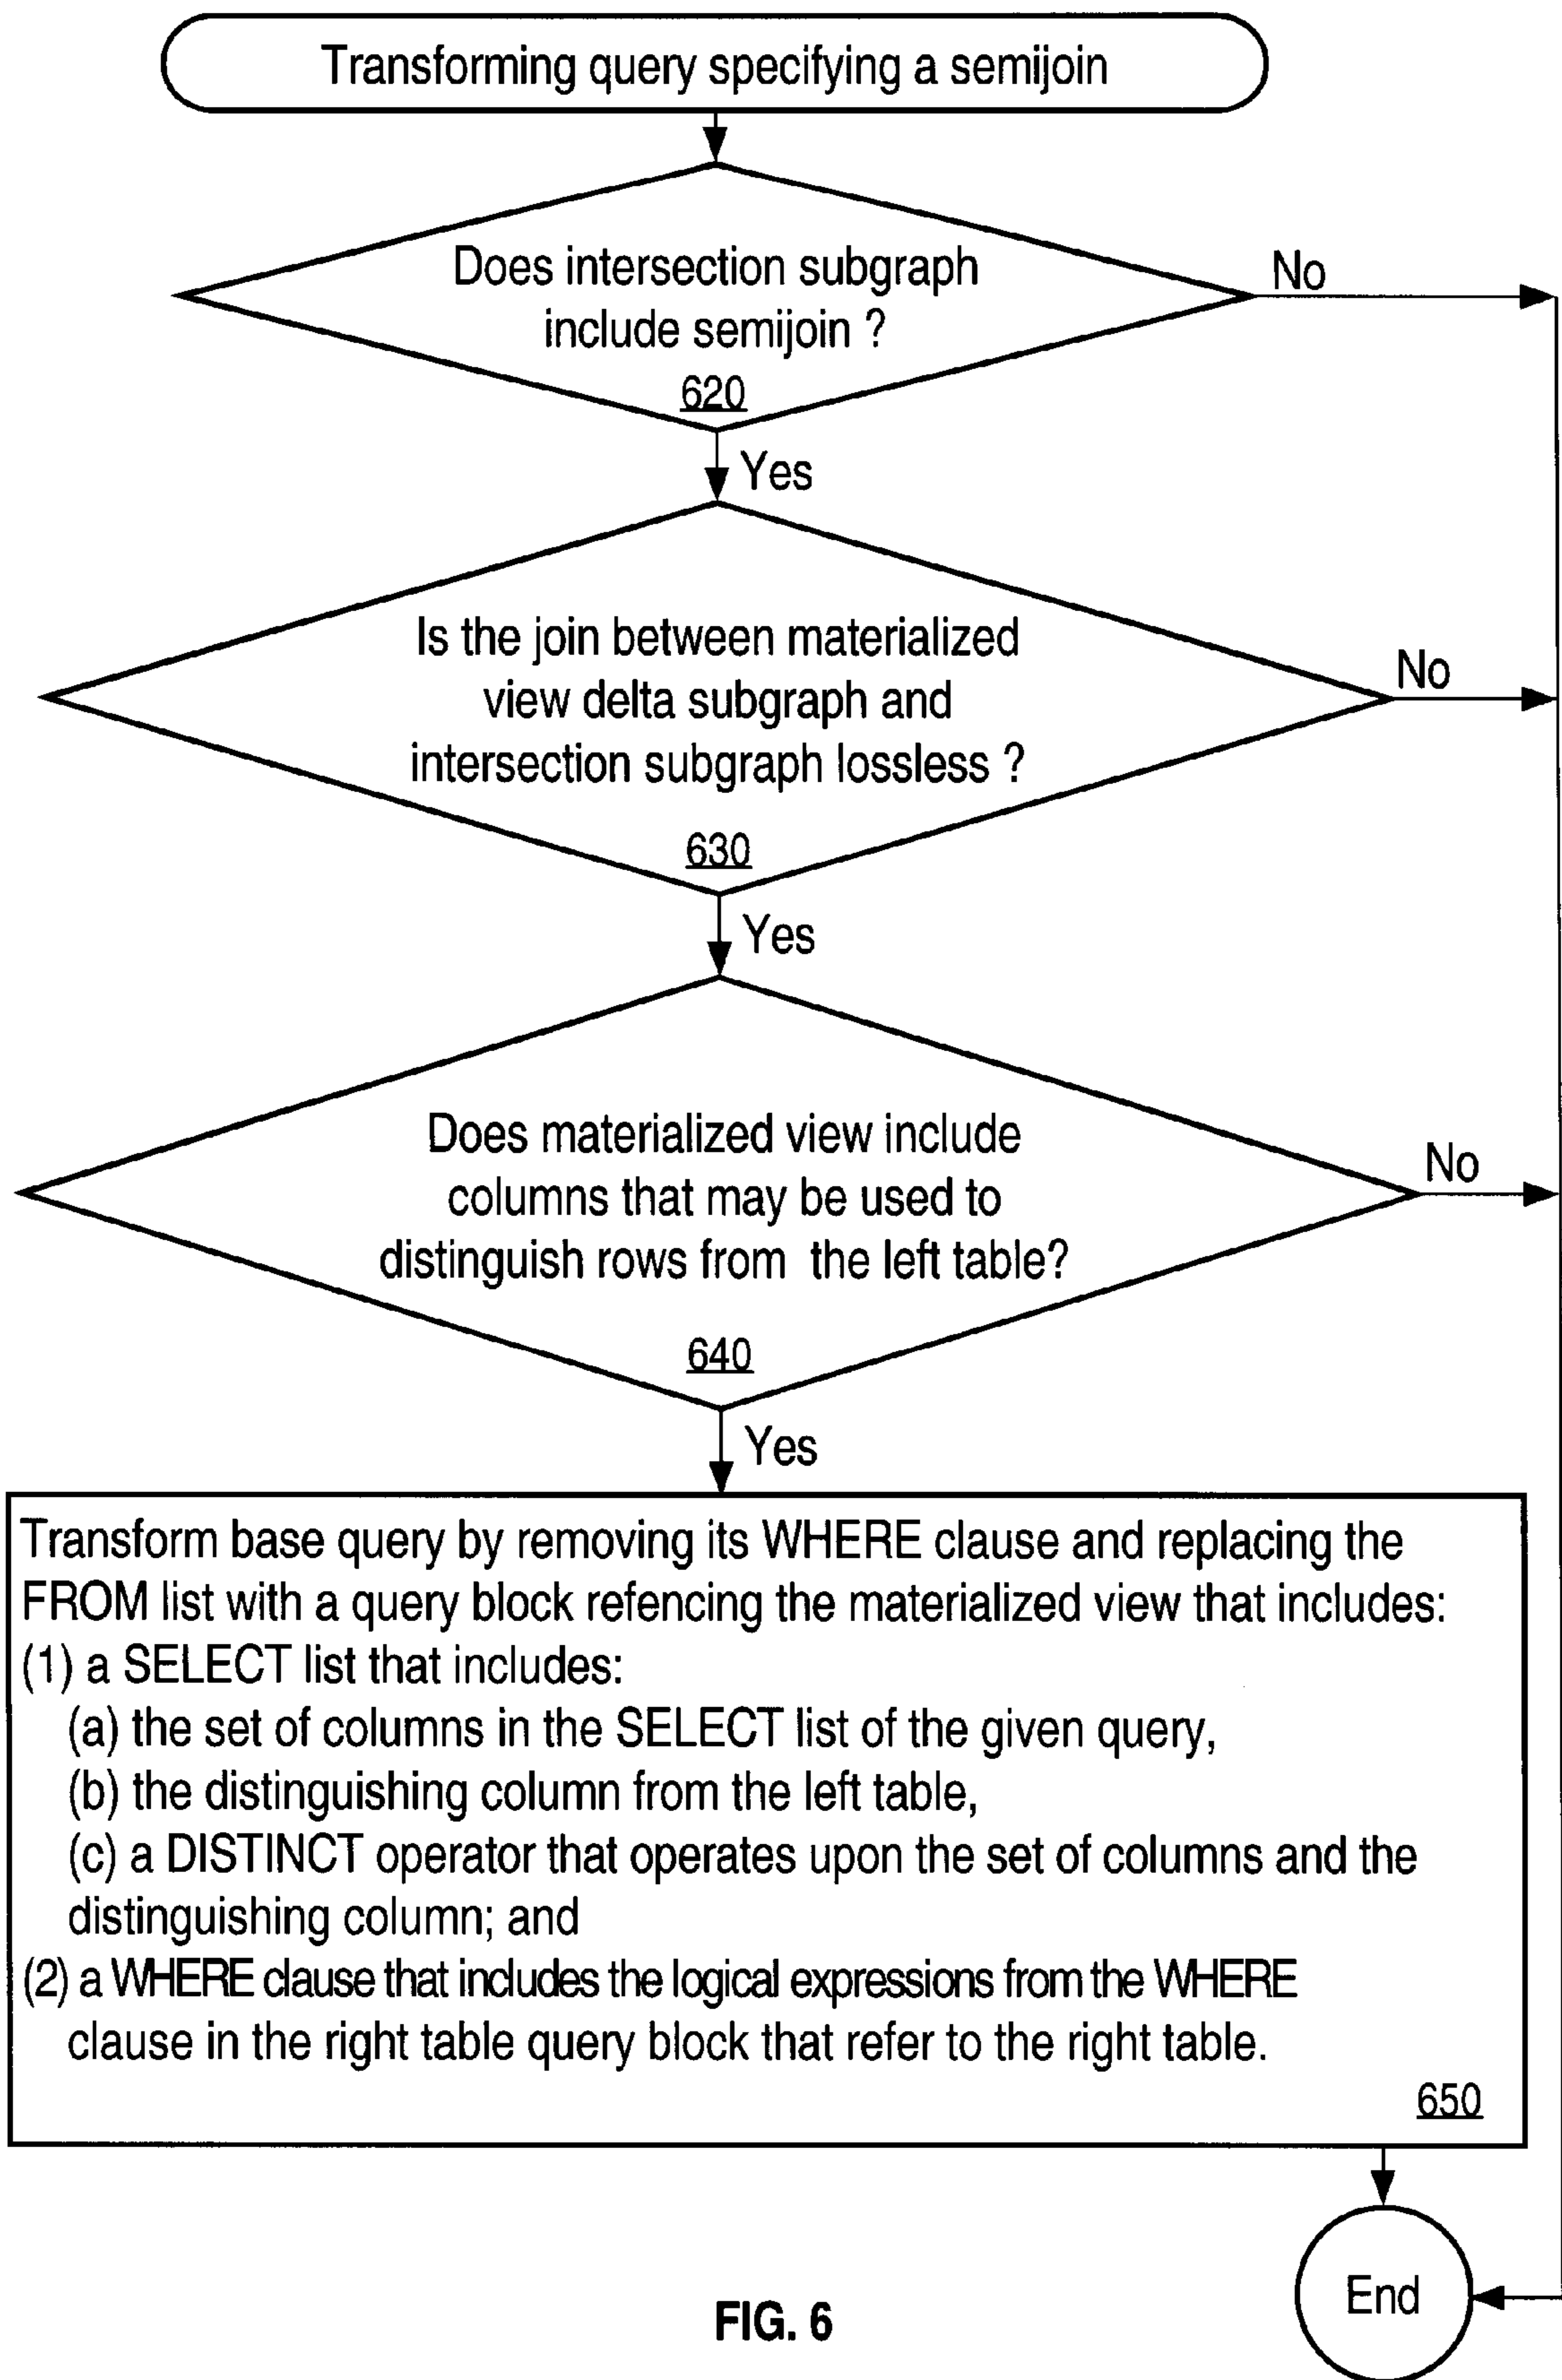 Transforming query specifying a semijoin
Does intersection subgraph
No
include semijoin ?
620
Yes
Is the join between materialized
No
view delta subgraph and
intersection subgraph lossless ?
630
Yes
Does materialized view include
No
columns that may be used to
distinguish rows from the left table?
640
Yes
Transform base query by removing its WHERE clause and replacing the
FROM list with a query block refencing the materialized view that includes:
(1) a SELECT list that includes:
(a) the set of columns in the SELECT list of the given query,
(b) the distinguishing column from the left table,
(c) a DISTINCT operator that operates upon the set of columns and the
distinguishing column; and
(2) a WHERE clause that includes the logical expressions from the WHERE
clause in the right table query block that refer to the right table.
650
End
FIG. 6